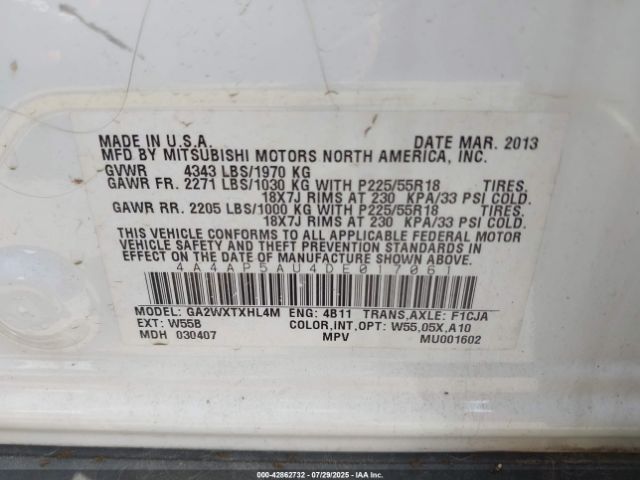 MADE IN U.S.A. DATE MAR. 2013
MFD BY MITSUBISHI MOTORS NORTH AMERICA, INC.
GVWR 4343 LBS/1970 KG
GAWR FR. 2271 LBS/1030 KG WITH P225/55R18 TIRES.
18X7J RIMS AT 230 KPA/33 PSI COLD.
GAWR RR. 2205 LBS/1000 KG WITH P225/55R18 TIRES.
18X7J RIMS AT 230 KPA/33 PSI COLD.
THIS VEHICLE CONFORMS TO ALL APPLICABLE FEDERAL MOTOR
VEHICLE SAFETY AND THEFT PREVENTION STANDARDS IN
EFFECT ON THE DATE OF MANUFACTURE SHOWN ABOVE.
4A4AP5AU4DE017061
MODEL: GA2WXTXHL4M ENG: 4B11 TRANS,AXLE: F1CJA
EXT: W55B COLOR,INT,OPT: W55,05X,A10
MDH 030407 MPV MU001602
000-42862732 - 07/29/2025 - IAA Inc.